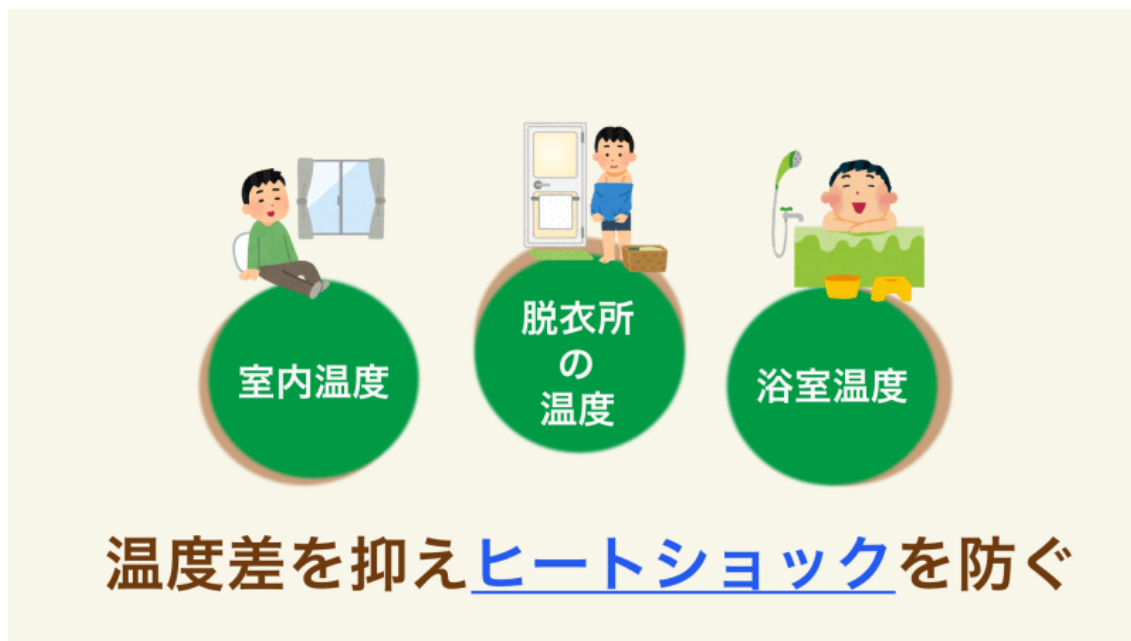 室内温度
脱衣所
の
温度
浴室温度
温度差を抑えヒートショックを防ぐ